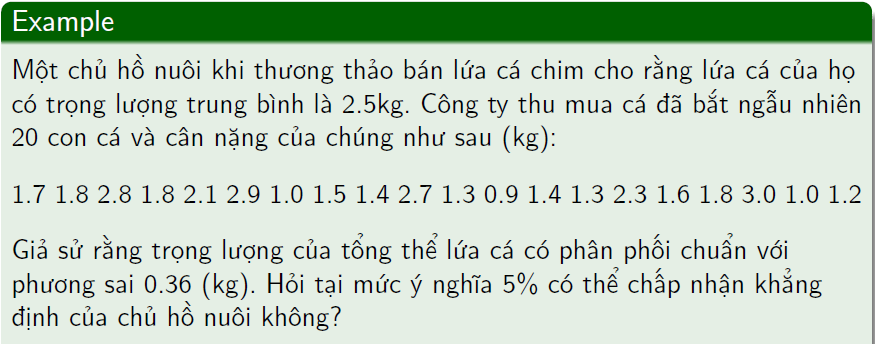 Example
Một chủ hồ nuôi khi thương thảo bán lứa cá chim cho rằng lứa cá của họ
có trọng lượng trung bình là 2.5kg. Công ty thu mua cá đã bắt ngẫu nhiên
20 con cá và cân nặng của chúng như sau (kg):
1.7 1.8 2.8 1.8 2.1 2.9 1.0 1.5 1.4 2.7 1.3 0.9 1.4 1.3 2.3 1.6 1.8 3.0 1.0 1.2
Giả sử rằng trọng lượng của tổng thể lứa cá có phân phối chuẩn với
phương sai 0.36 (kg). Hỏi tại mức ý nghĩa 5% có thể chấp nhận khẳng
định của chủ hồ nuôi không?